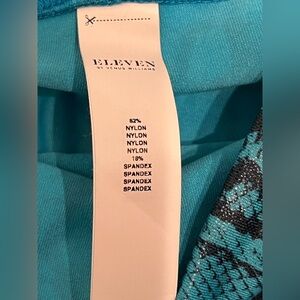 ELEVEN
BY VENUS WILLIAMS
82%
NYLON
NYLON
NYLON
NYLON
18%
SPANDEX
SPANDEX
SPANDEX
SPANDEX